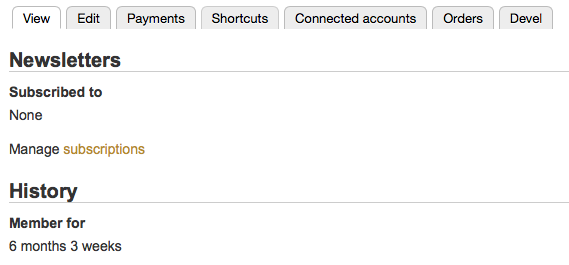 View Edit Payments Shortcuts Connected accounts Orders Devel
Newsletters
Subscribed to
None
Manage subscriptions
History
Member for
6 months 3 weeks